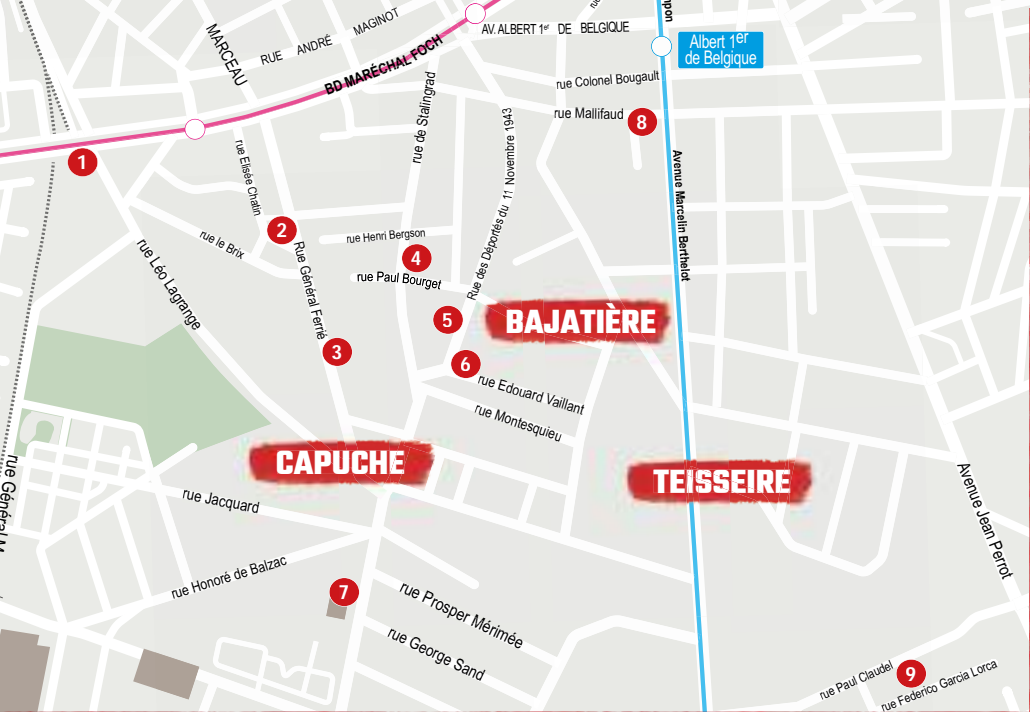 MARCEAU
RUE ANDRÉ MAGINOT
BD MARÉCHAL FOCH
AV. ALBERT 1er DE BELGIQUE
Albert 1er
de Belgique
rue Colonel Bougault
rue Mallifaud
8
rue de Stalingrad
Rue des Déportés du 11 Novembre 1943
Avenue Marcelin Berthelot
1
rue Elisée Chatin
2
rue le Brix
rue Henri Bergson
4
rue Paul Bourget
rue Léo Lagrange
Rue Général Ferrié
5
BAJATIÈRE
3
6
rue Edouard Vaillant
rue Montesquieu
CAPUCHE
TEISSEIRE
rue Général M
rue Jacquard
Avenue Jean Perrot
rue Honoré de Balzac
7
rue Prosper Mérimée
rue George Sand
9
rue Paul Claudel
rue Federico Garcia Lorca